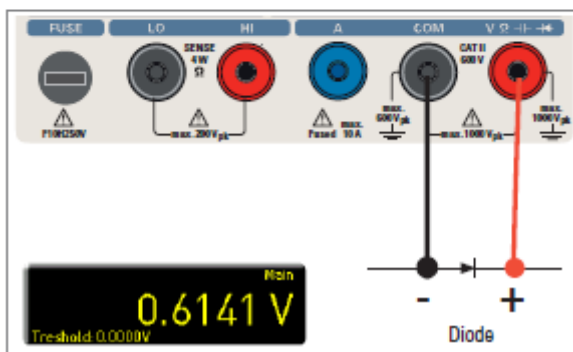 FUSE LO HI A COM V Ω ⊣⊢ ➔⊢
SENSE
4W
Ω
CAT II
600V
F10H250V
max. 200Vpk
max.
Fused 10A
max.
600Vpk
max. 1000Vpk
max.
1000Vpk
Main
0.6141 V
Treshold: 0.0000V
- +
Diode